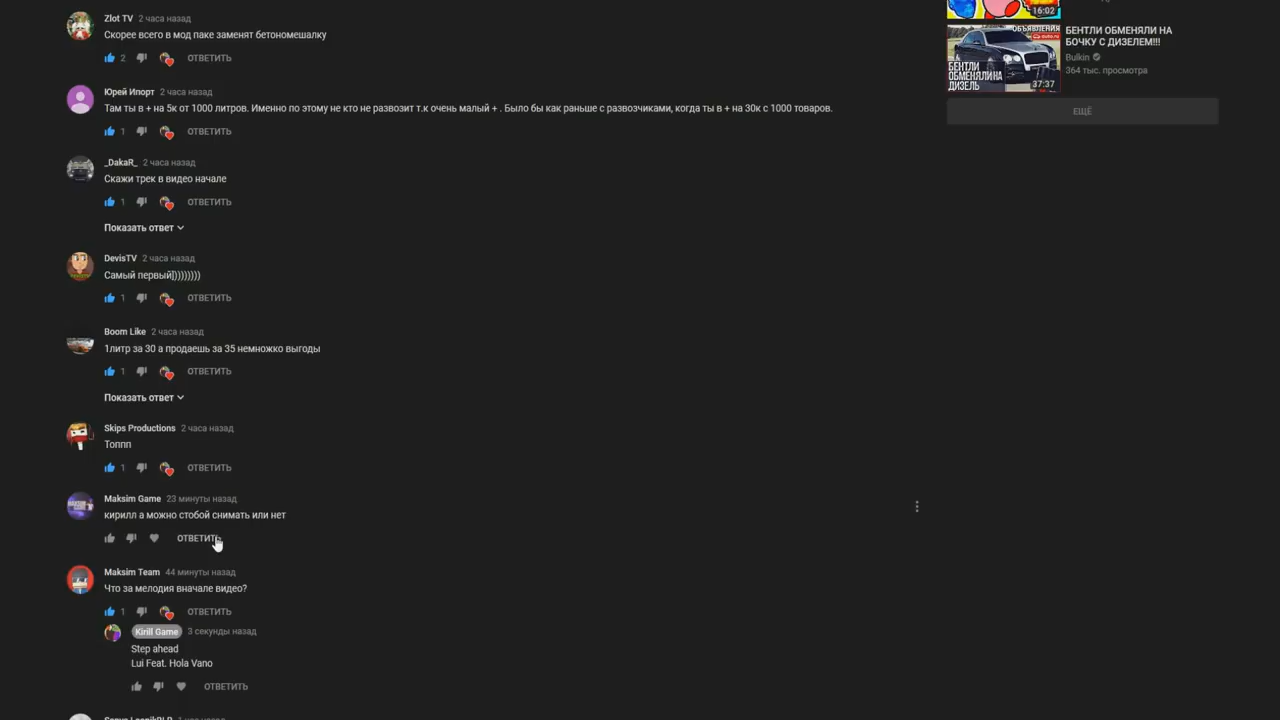 Zlot TV 2 часа назад
Скорее всего в мод паке заменят бетономешалку
2 ОТВЕТИТЬ
Юрей Ипорт 2 часа назад
Там ты в + на 5к от 1000 литров. Именно по этому не кто не развозит т.к очень малый + . Было бы как раньше с развозчиками, когда ты в + на 30к с 1000 товаров.
1 ОТВЕТИТЬ
_DakaR_ 2 часа назад
Скажи трек в видео начале
1 ОТВЕТИТЬ
Показать ответ
DevisTV 2 часа назад
Самый первый]))))))))
1 ОТВЕТИТЬ
Boom Like 2 часа назад
1литр за 30 а продаешь за 35 немножко выгоды
1 ОТВЕТИТЬ
Показать ответ
Skips Productions 2 часа назад
Топпп
1 ОТВЕТИТЬ
Maksim Game 23 минуты назад
кирилл а можно стобой снимать или нет
ОТВЕТИТЬ
Maksim Team 44 минуты назад
Что за мелодия вначале видео?
1 ОТВЕТИТЬ
Kirill Game 3 секунды назад
Step ahead
Lui Feat. Hola Vano
ОТВЕТИТЬ
16:02
ОБЪЯВЛЕНИЯ
БЕНТЛИ
ОБМЕНЯЛИ НА
ДИЗЕЛЬ
37:37
БЕНТЛИ ОБМЕНЯЛИ НА
БОЧКУ С ДИЗЕЛЕМ!!!
Bulkin
364 тыс. просмотра
ЕЩЁ